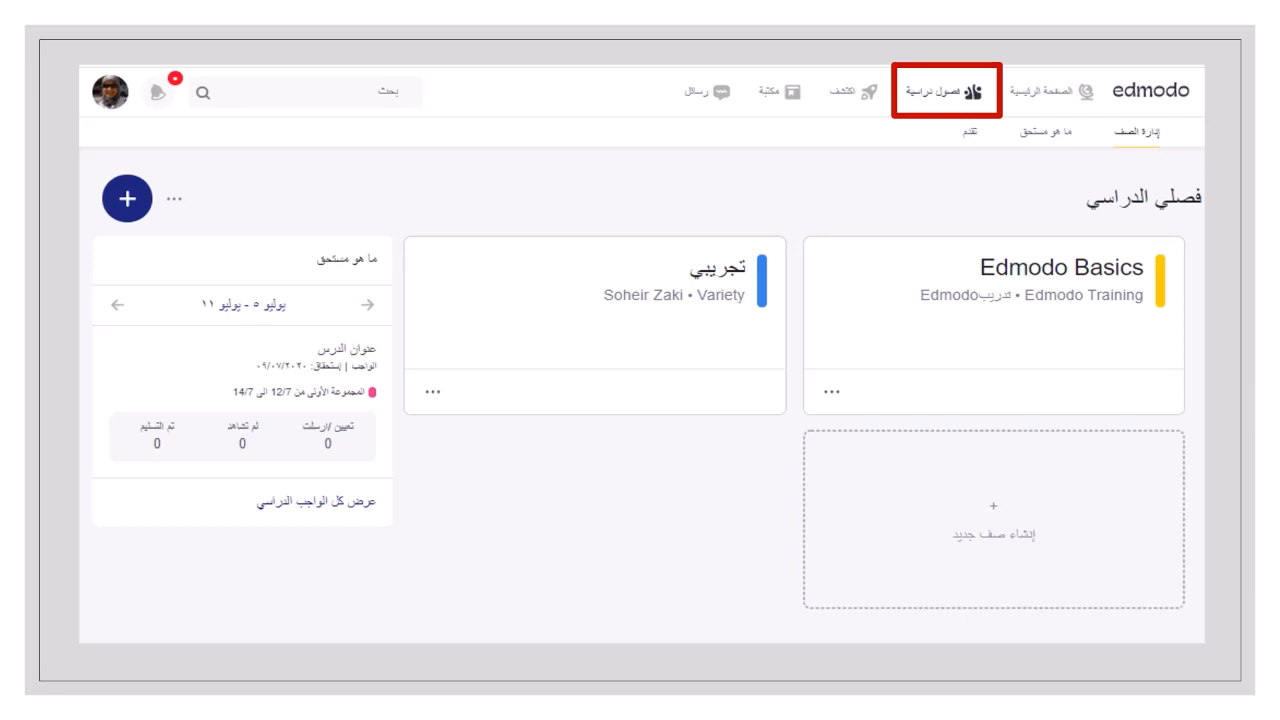 edmodo
الصفحة الرئيسية
فصول دراسية
اكتشف
مكتبة
رسائل
بحث
إدارة الصف
ما هو مستحق
تقدم
فصلي الدراسي
Edmodo Basics
Edmodo Training • تدريبEdmodo
...
تجريبي
Soheir Zaki • Variety
...
+
إنشاء صف جديد
...
+
ما هو مستحق
يوليو ٥ - يوليو ١١
عنوان الدرس
الواجب | إستحقاق: ٠٩/٠٧/٢٠٢٠
المجموعة الأولى من 12/7 الى 14/7
تعيين /ارسلت
لم تشاهد
تم التسليم
0
0
0
عرض كل الواجب الدراسي